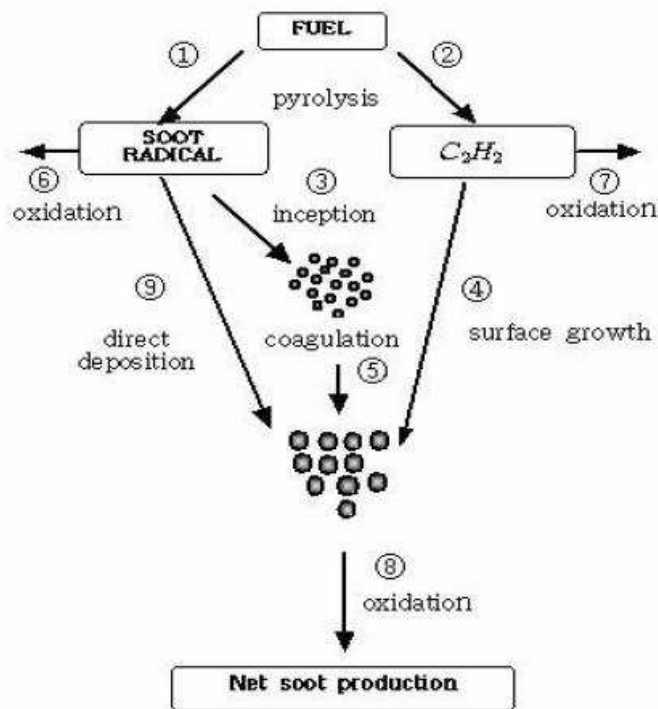 FUEL
①
②
pyrolysis
SOOT
RADICAL
C₂H₂
⑥
oxidation
③
inception
⑦
oxidation
⑨
④
direct
deposition
coagulation
surface growth
⑤
⑧
oxidation
Net soot production